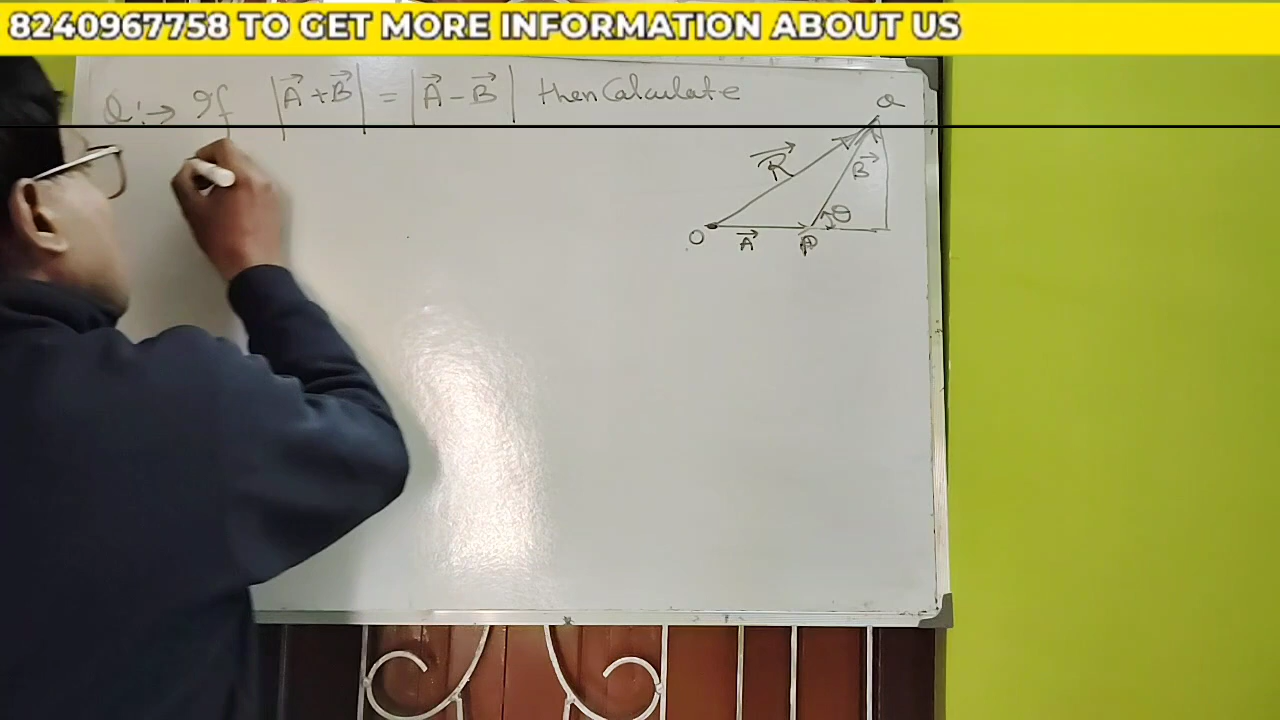 8240967758 TO GET MORE INFORMATION ABOUT US
Q:→ If |A⃗ + B⃗| = |A⃗ - B⃗| then Calculate
Q
R⃗
B⃗
θ
O A⃗ P